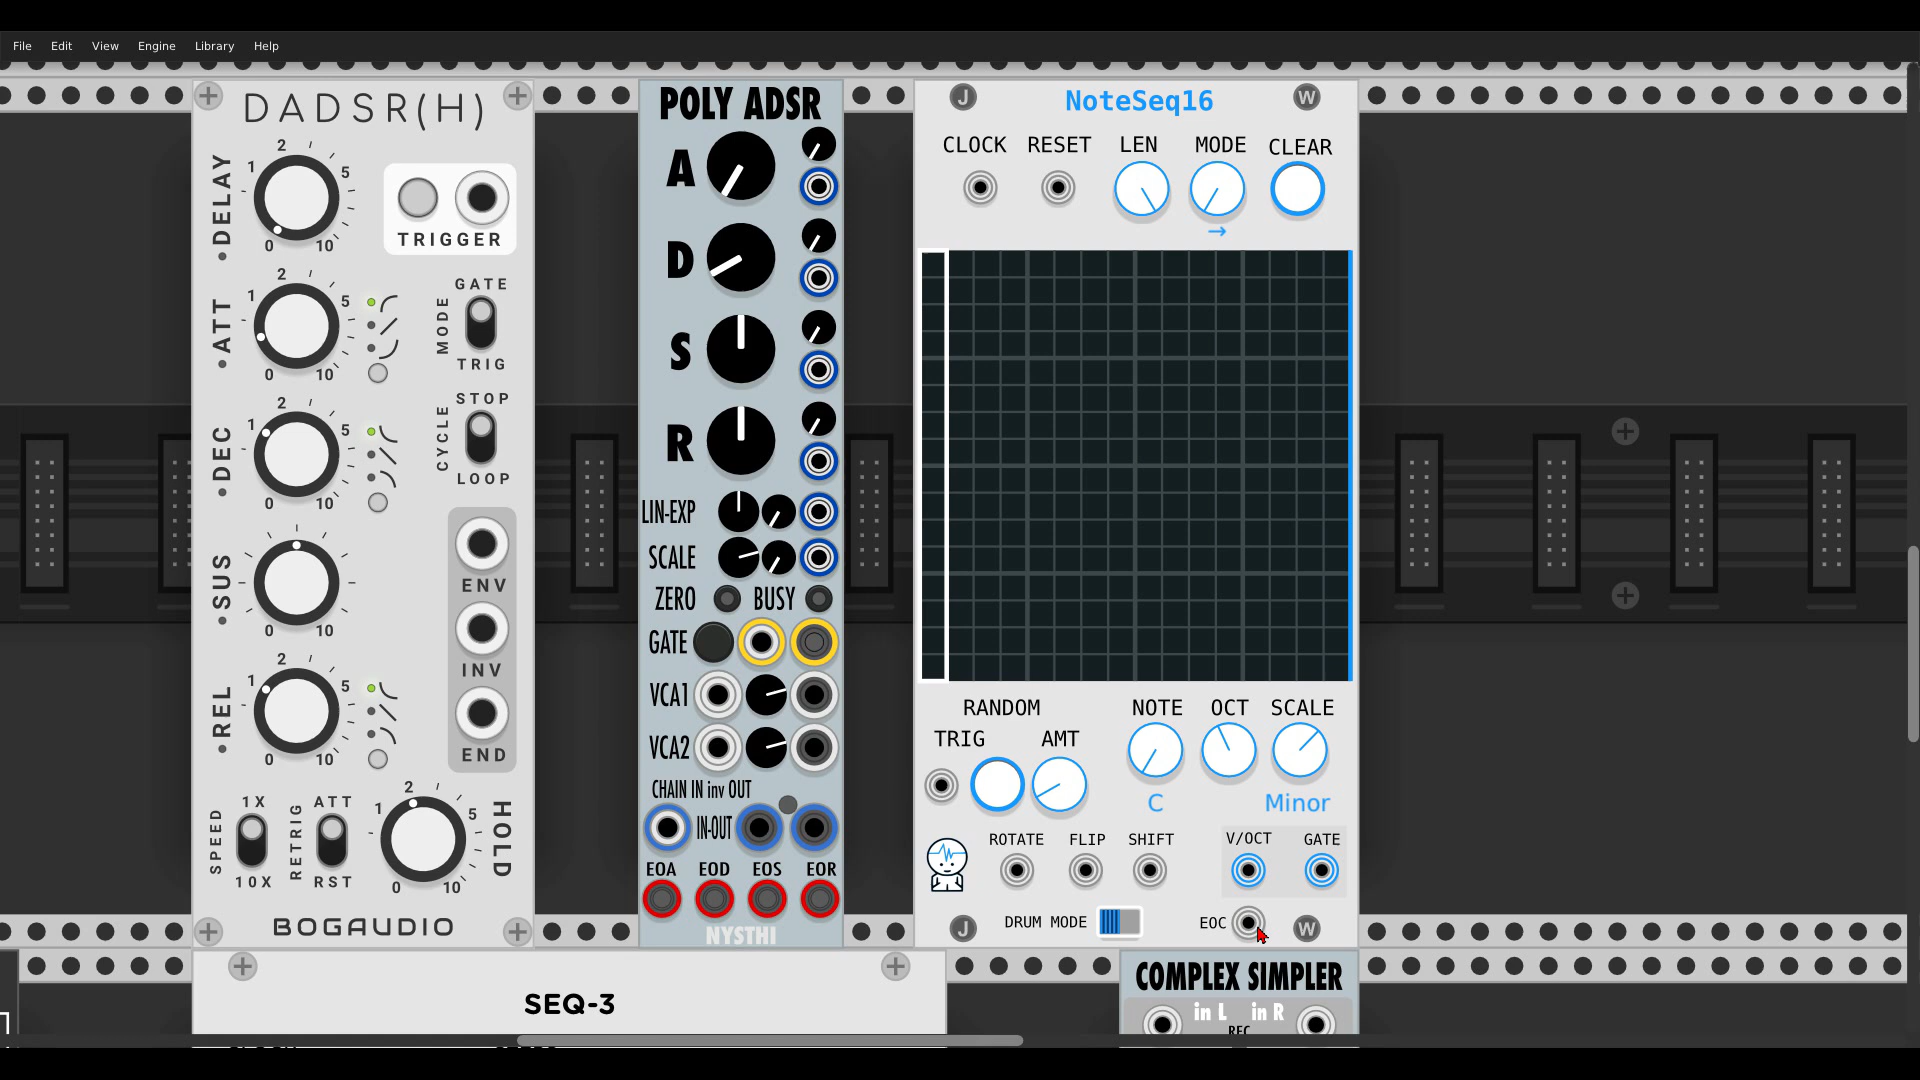 File Edit View Engine Library Help
DADSR(H)
DELAY
0 1 2 5 10
TRIGGER
ATT
0 1 2 5 10
MODE
GATE
TRIG
DEC
0 1 2 5 10
CYCLE
STOP
LOOP
SUS
0 10
ENV
INV
END
REL
0 1 2 5 10
SPEED
1X
10X
RETRIG
ATT
RST
0 1 2 5 10
HOLD
BOGAUDIO
POLY ADSR
A
D
S
R
LIN-EXP
SCALE
ZERO BUSY
GATE
VCA1
VCA2
CHAIN IN inv OUT
IN-OUT
EOA EOD EOS EOR
NYSTHI
J NoteSeq16 W
CLOCK RESET LEN MODE CLEAR
→
RANDOM NOTE OCT SCALE
TRIG AMT
C Minor
ROTATE FLIP SHIFT V/OCT GATE
J DRUM MODE EOC W
SEQ-3
COMPLEX SIMPLER
in L in R
REC